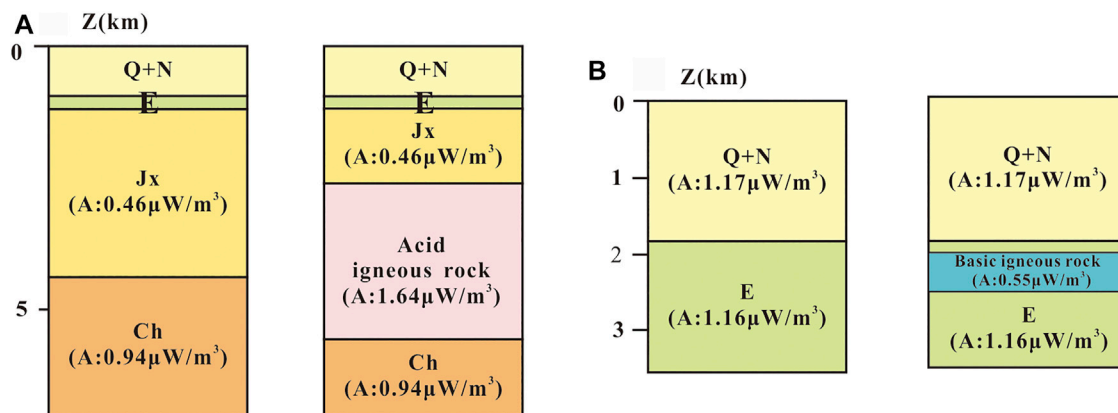 A
Z(km)
0
5
Q+N
E
Jx
(A:0.46μW/m³)
Ch
(A:0.94μW/m³)
Q+N
E
Jx
(A:0.46μW/m³)
Acid
igneous rock
(A:1.64μW/m³)
Ch
(A:0.94μW/m³)
B
Z(km)
0
1
2
3
Q+N
(A:1.17μW/m³)
E
(A:1.16μW/m³)
Q+N
(A:1.17μW/m³)
Basic igneous rock
(A:0.55μW/m³)
E
(A:1.16μW/m³)